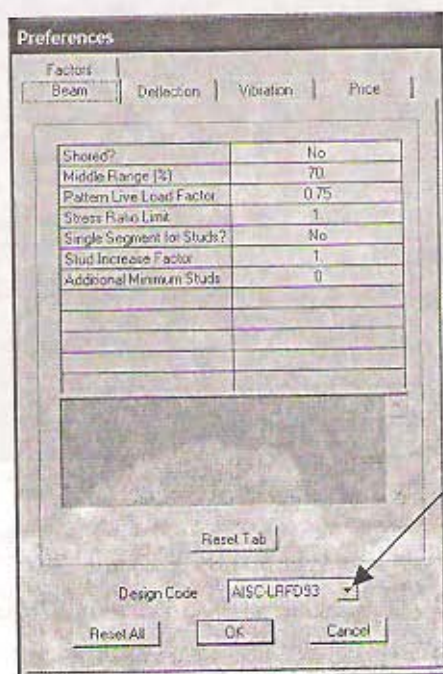 Preferences
Factors
Beam Deflection Vibration Price
Shored? No
Middle Range (%) 70.
Pattern Live Load Factor 0.75
Stress Ratio Limit 1.
Single Segment for Studs? No
Stud Increase Factor 1.
Additional Minimum Studs 0
Reset Tab
Design Code AISC-LRFD93
Reset All OK Cancel